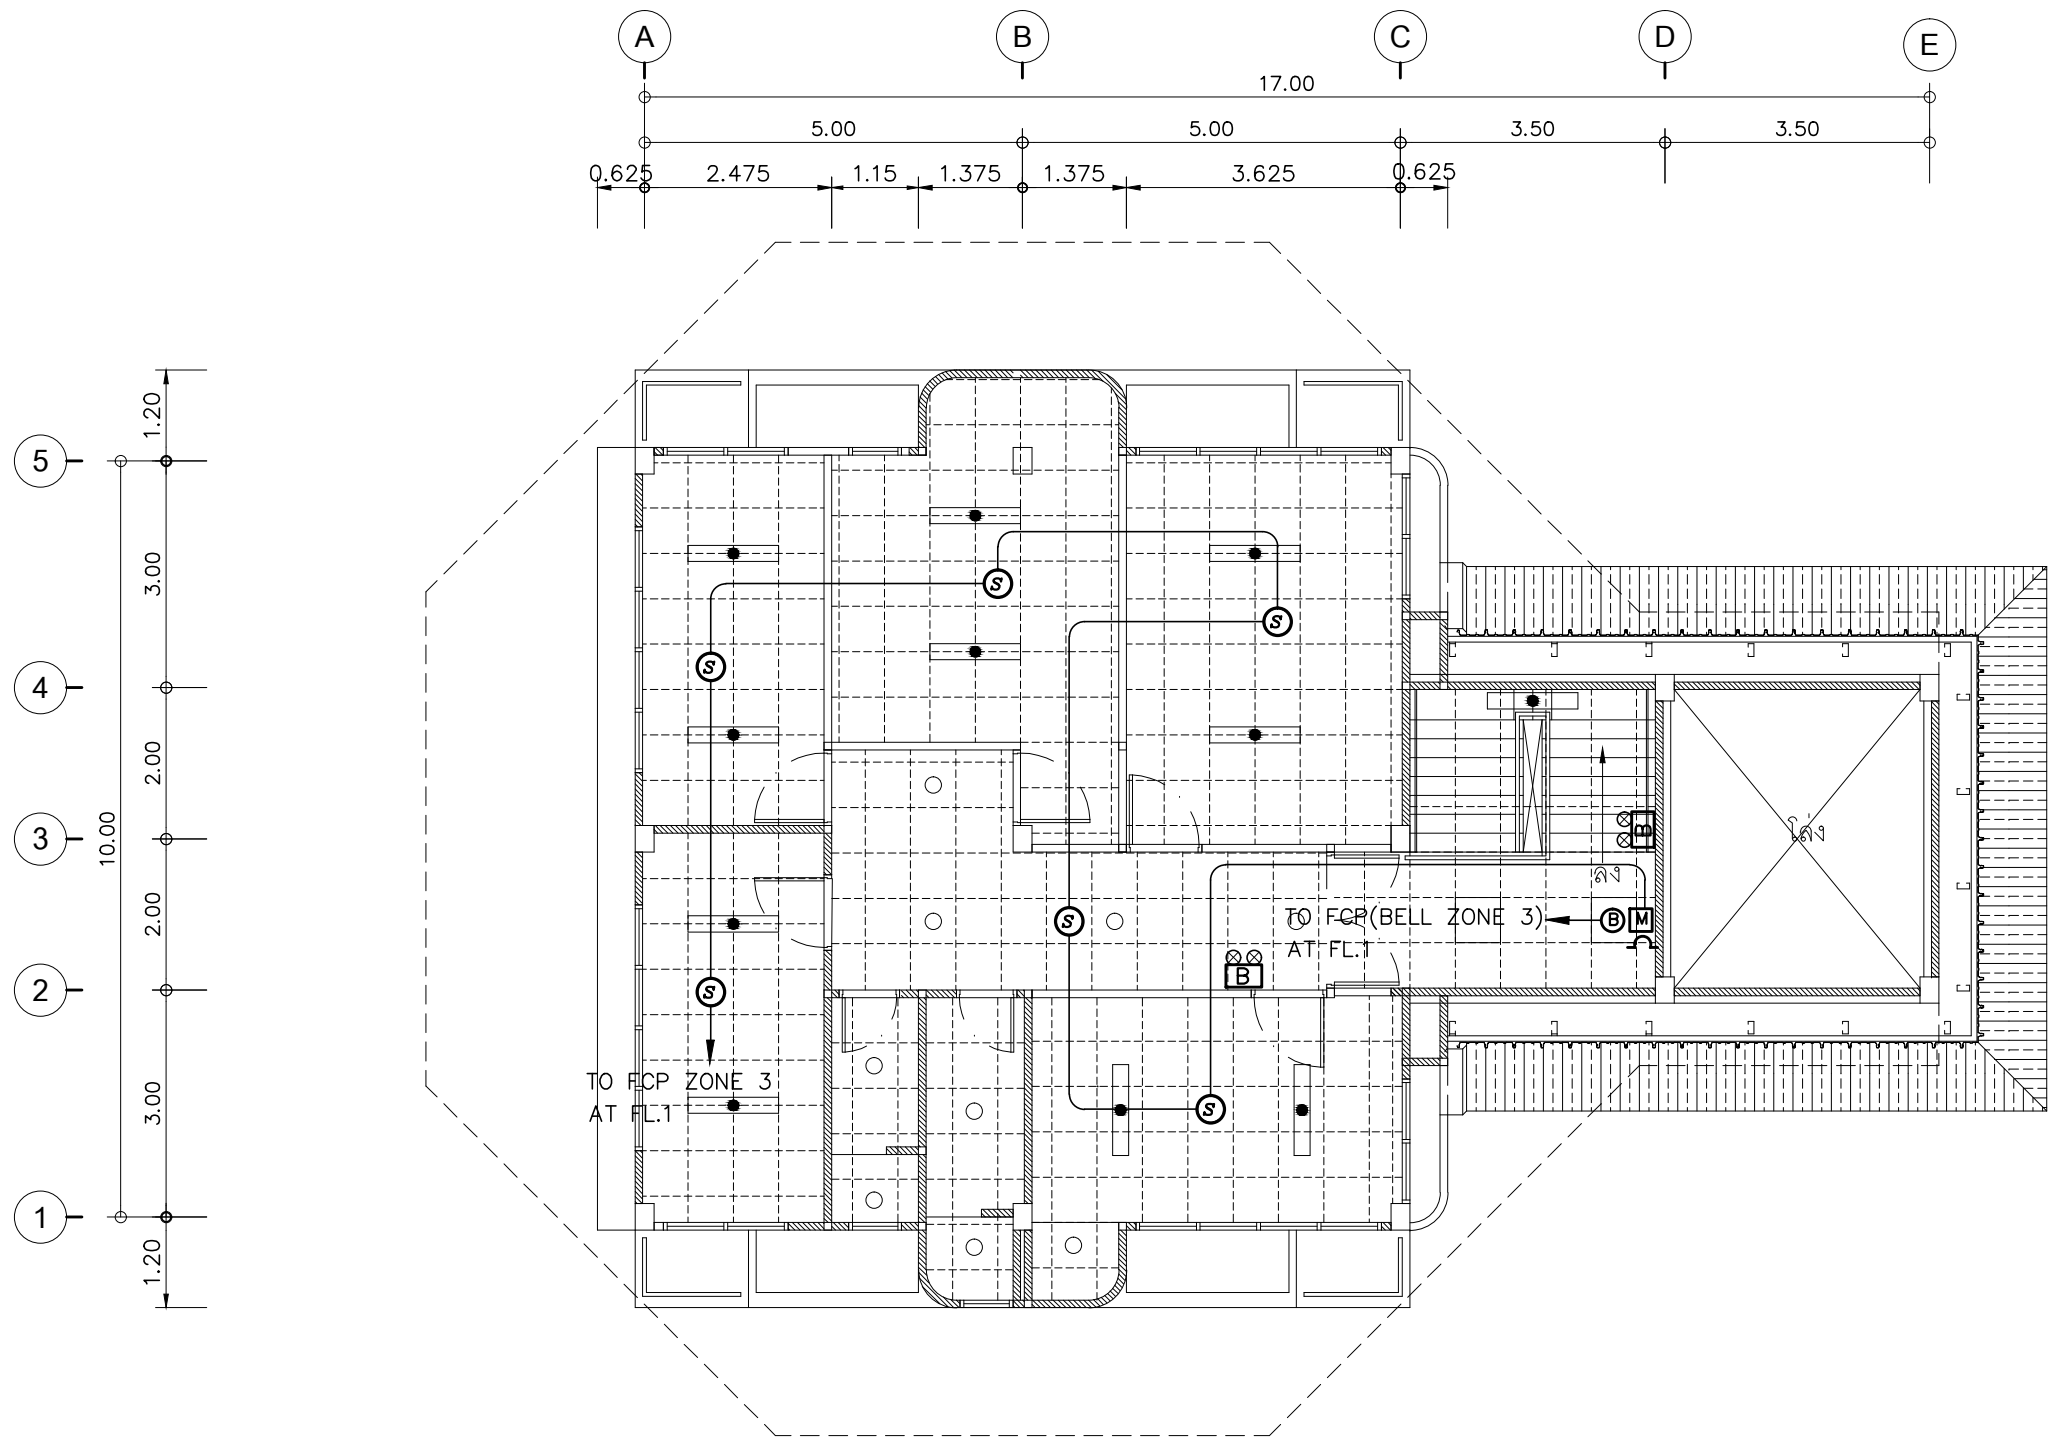 A B C D E
17.00
5.00 5.00 3.50 3.50
0.625 2.475 1.15 1.375 1.375 3.625 0.625
1.20
5
S
3.00
S
S
4
S
2.00
3
10.00
B
โล่ง
ลง
2.00
S
TO FCP(BELL ZONE 3)
B M
AT FL.1
B
2
S
TO FCP ZONE 3
AT FL.1
3.00
S
1
1.20